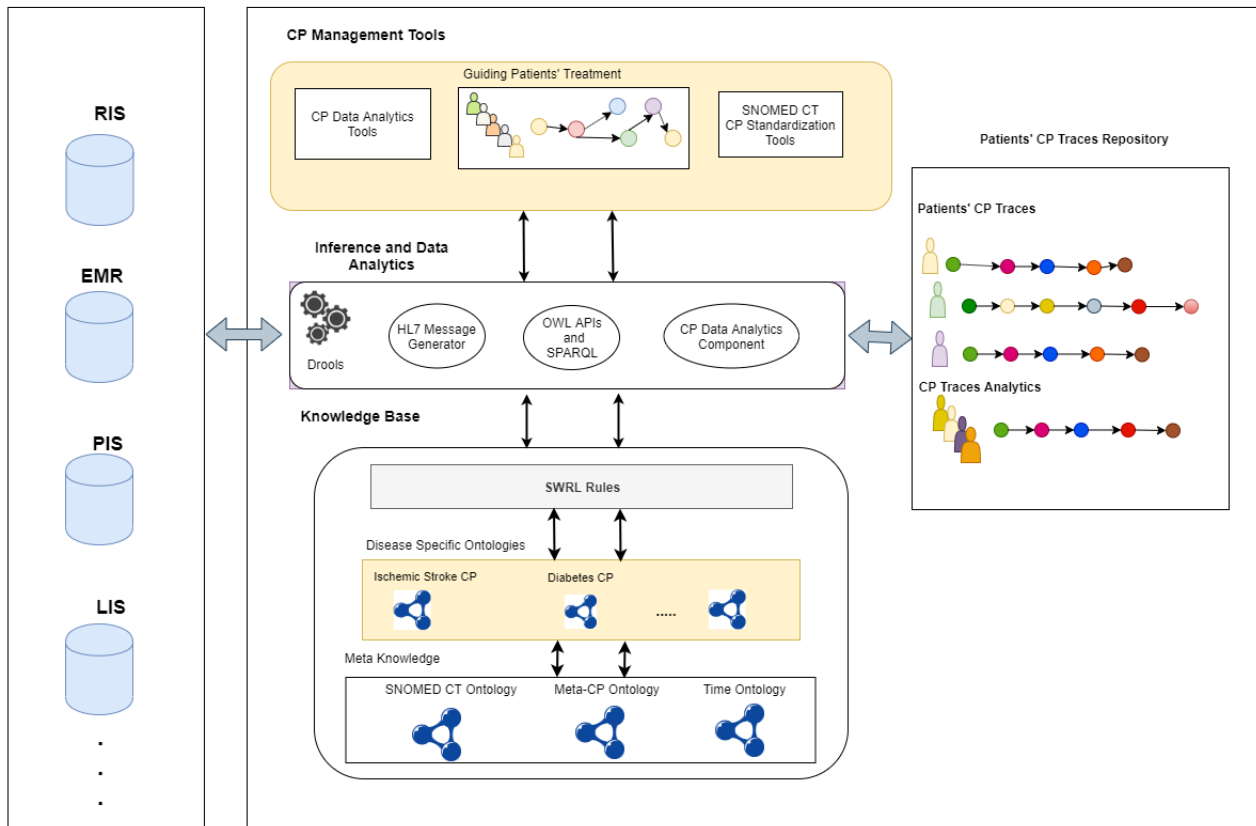 RIS
EMR
PIS
LIS
.
.
.
CP Management Tools
Guiding Patients' Treatment
CP Data Analytics
Tools
SNOMED CT
CP Standardization
Tools
Inference and Data
Analytics
Drools
HL7 Message
Generator
OWL APIs
and
SPARQL
CP Data Analytics
Component
Knowledge Base
SWRL Rules
Disease Specific Ontologies
Ischemic Stroke CP
Diabetes CP
.....
Meta Knowledge
SNOMED CT Ontology
Meta-CP Ontology
Time Ontology
Patients' CP Traces Repository
Patients' CP Traces
CP Traces Analytics